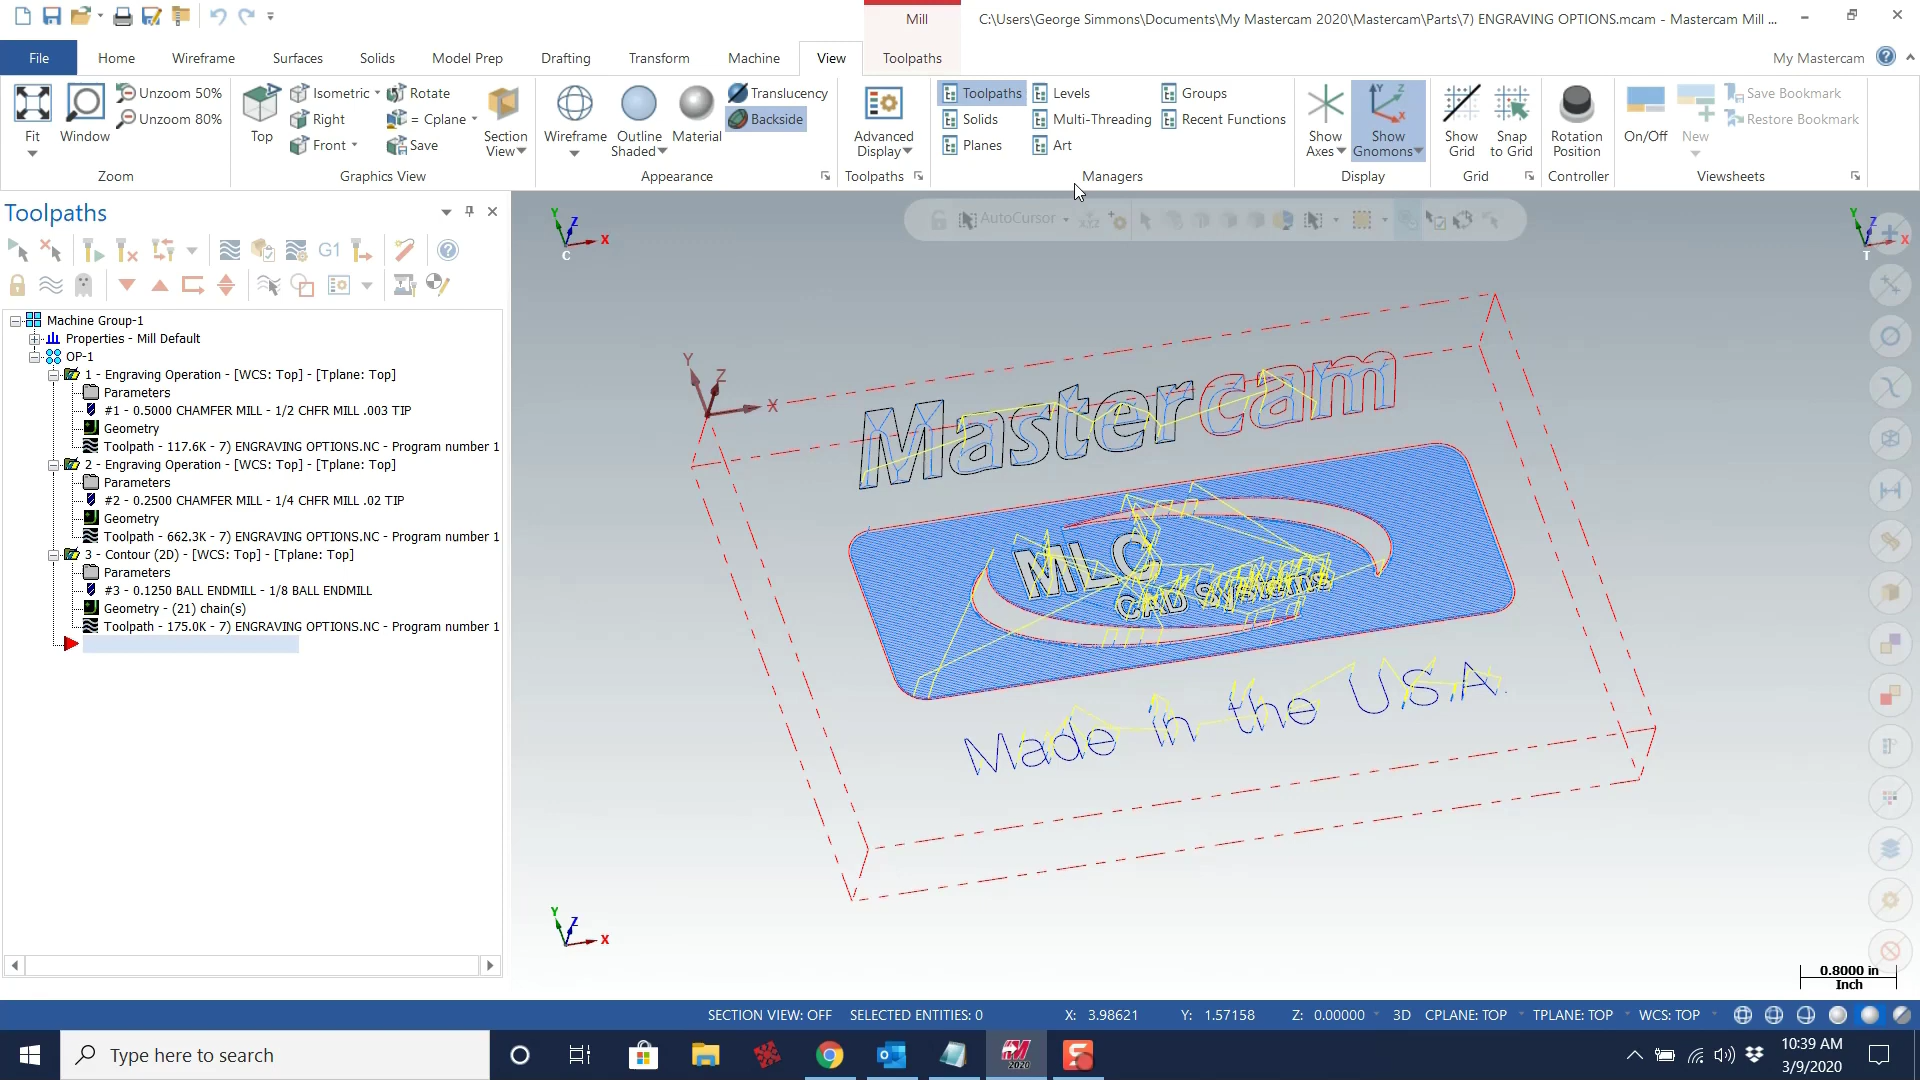 Mill
C:\Users\George Simmons\Documents\My Mastercam 2020\Mastercam\Parts\7) ENGRAVING OPTIONS.mcam - Mastercam Mill ...
File Home Wireframe Surfaces Solids Model Prep Drafting Transform Machine View Toolpaths My Mastercam
Fit
Window
Unzoom 50%
Unzoom 80%
Zoom
Top
Isometric
Right
Front
Rotate
= Cplane
Save
Section View
Graphics View
Wireframe
Outline Shaded
Material
Translucency
Backside
Appearance
Advanced Display
Toolpaths
Toolpaths
Solids
Planes
Levels
Multi-Threading
Art
Groups
Recent Functions
Managers
Show Axes
Show Gnomons
Display
Show Grid
Snap to Grid
Grid
Rotation Position
Controller
On/Off
New
Save Bookmark
Restore Bookmark
Viewsheets
Toolpaths
G1
Machine Group-1
Properties - Mill Default
OP-1
1 - Engraving Operation - [WCS: Top] - [Tplane: Top]
Parameters
#1 - 0.5000 CHAMFER MILL - 1/2 CHFR MILL .003 TIP
Geometry
Toolpath - 117.6K - 7) ENGRAVING OPTIONS.NC - Program number 1
2 - Engraving Operation - [WCS: Top] - [Tplane: Top]
Parameters
#2 - 0.2500 CHAMFER MILL - 1/4 CHFR MILL .02 TIP
Geometry
Toolpath - 662.3K - 7) ENGRAVING OPTIONS.NC - Program number 1
3 - Contour (2D) - [WCS: Top] - [Tplane: Top]
Parameters
#3 - 0.1250 BALL ENDMILL - 1/8 BALL ENDMILL
Geometry - (21) chain(s)
Toolpath - 175.0K - 7) ENGRAVING OPTIONS.NC - Program number 1
AutoCursor
Y Z X C
Y Z X T
Y Z X
Mastercam
MLC
CAD Systems
Made in the U.S.A.
Y Z X
0.8000 in
Inch
SECTION VIEW: OFF SELECTED ENTITIES: 0 X: 3.98621 Y: 1.57158 Z: 0.00000 3D CPLANE: TOP TPLANE: TOP WCS: TOP
Type here to search
2020
10:39 AM
3/9/2020